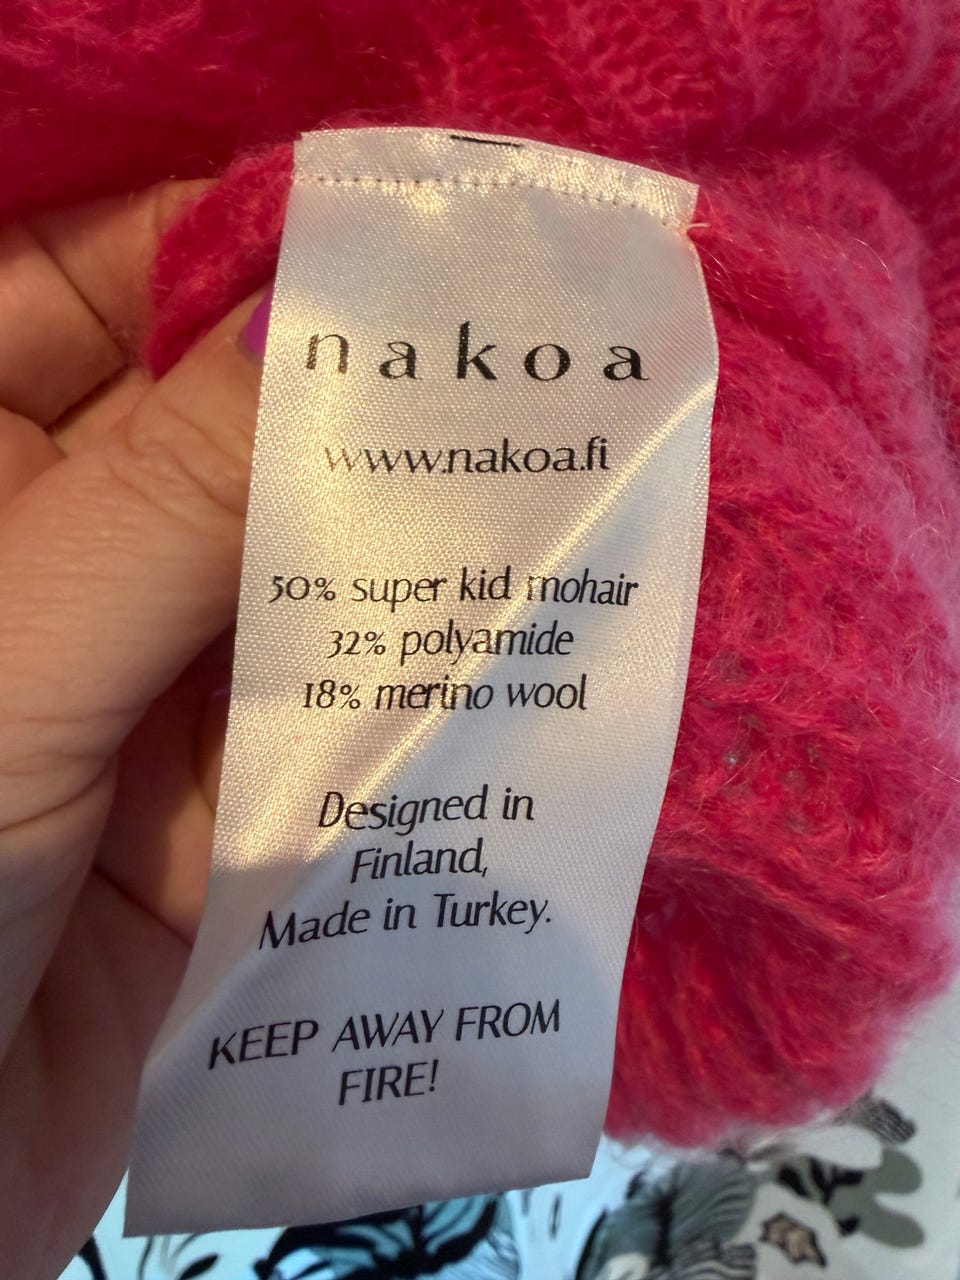 nakoa
www.nakoa.fi
50% super kid mohair
32% polyamide
18% merino wool
Designed in
Finland,
Made in Turkey.
KEEP AWAY FROM
FIRE!